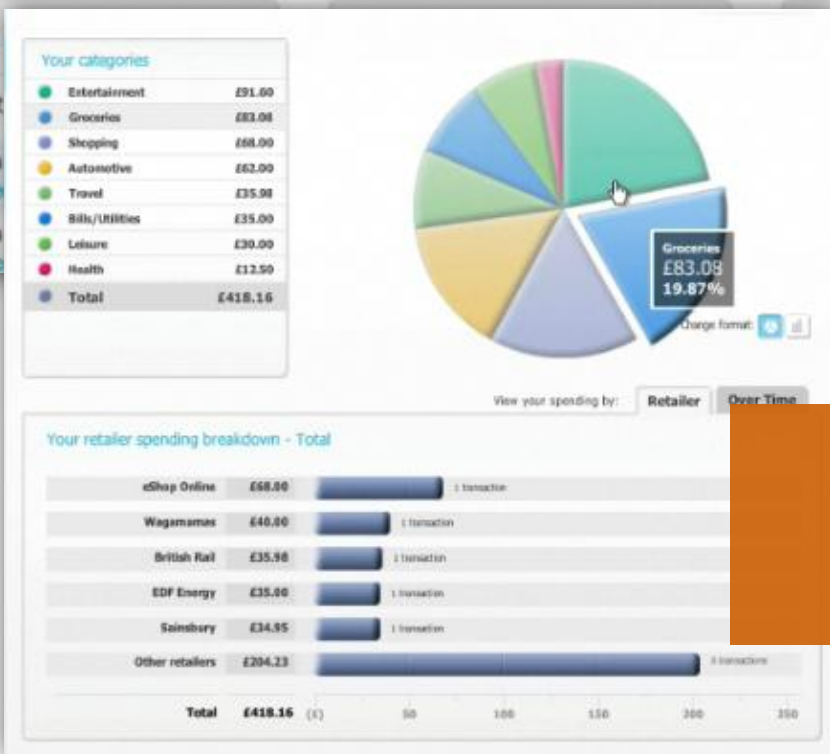 Your categories
Entertainment £91.60
Groceries £83.08
Shopping £68.00
Automotive £62.00
Travel £35.98
Bills/Utilities £35.00
Leisure £30.00
Health £12.50
Total £418.16
Groceries
£83.08
19.87%
Change format:
View your spending by: Retailer Over Time
Your retailer spending breakdown - Total
eShop Online £68.00 1 transaction
Wagamamas £40.00 1 transaction
British Rail £35.98 1 transaction
EDF Energy £35.00 1 transaction
Sainsbury £34.95 1 transaction
Other retailers £204.23 transactions
Total £418.16 (£) 50 100 150 200